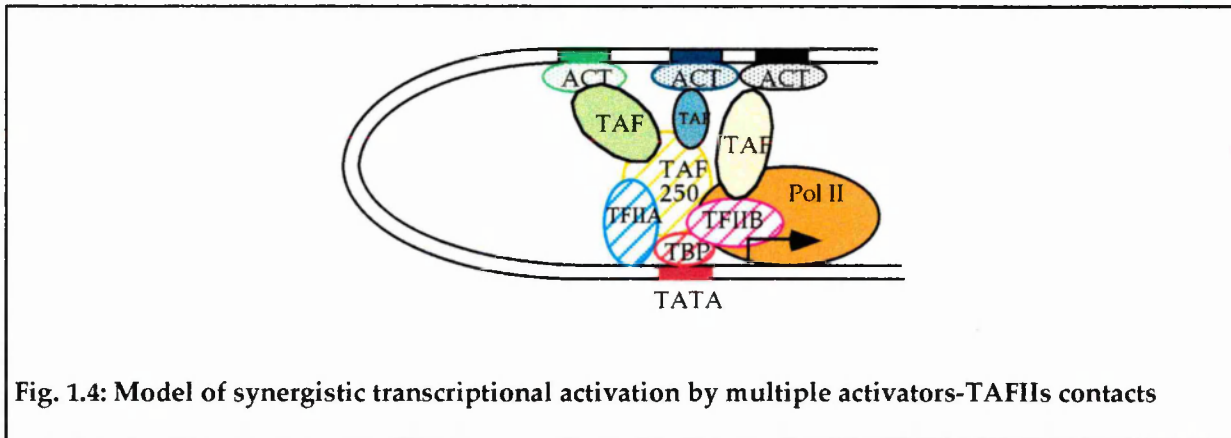 ACT ACT ACT
TAF TAF TAF
TAF
250
Pol II
TFIIA TFIIB
TBP
TATA
Fig. 1.4: Model of synergistic transcriptional activation by multiple activators-TAFIIs contacts